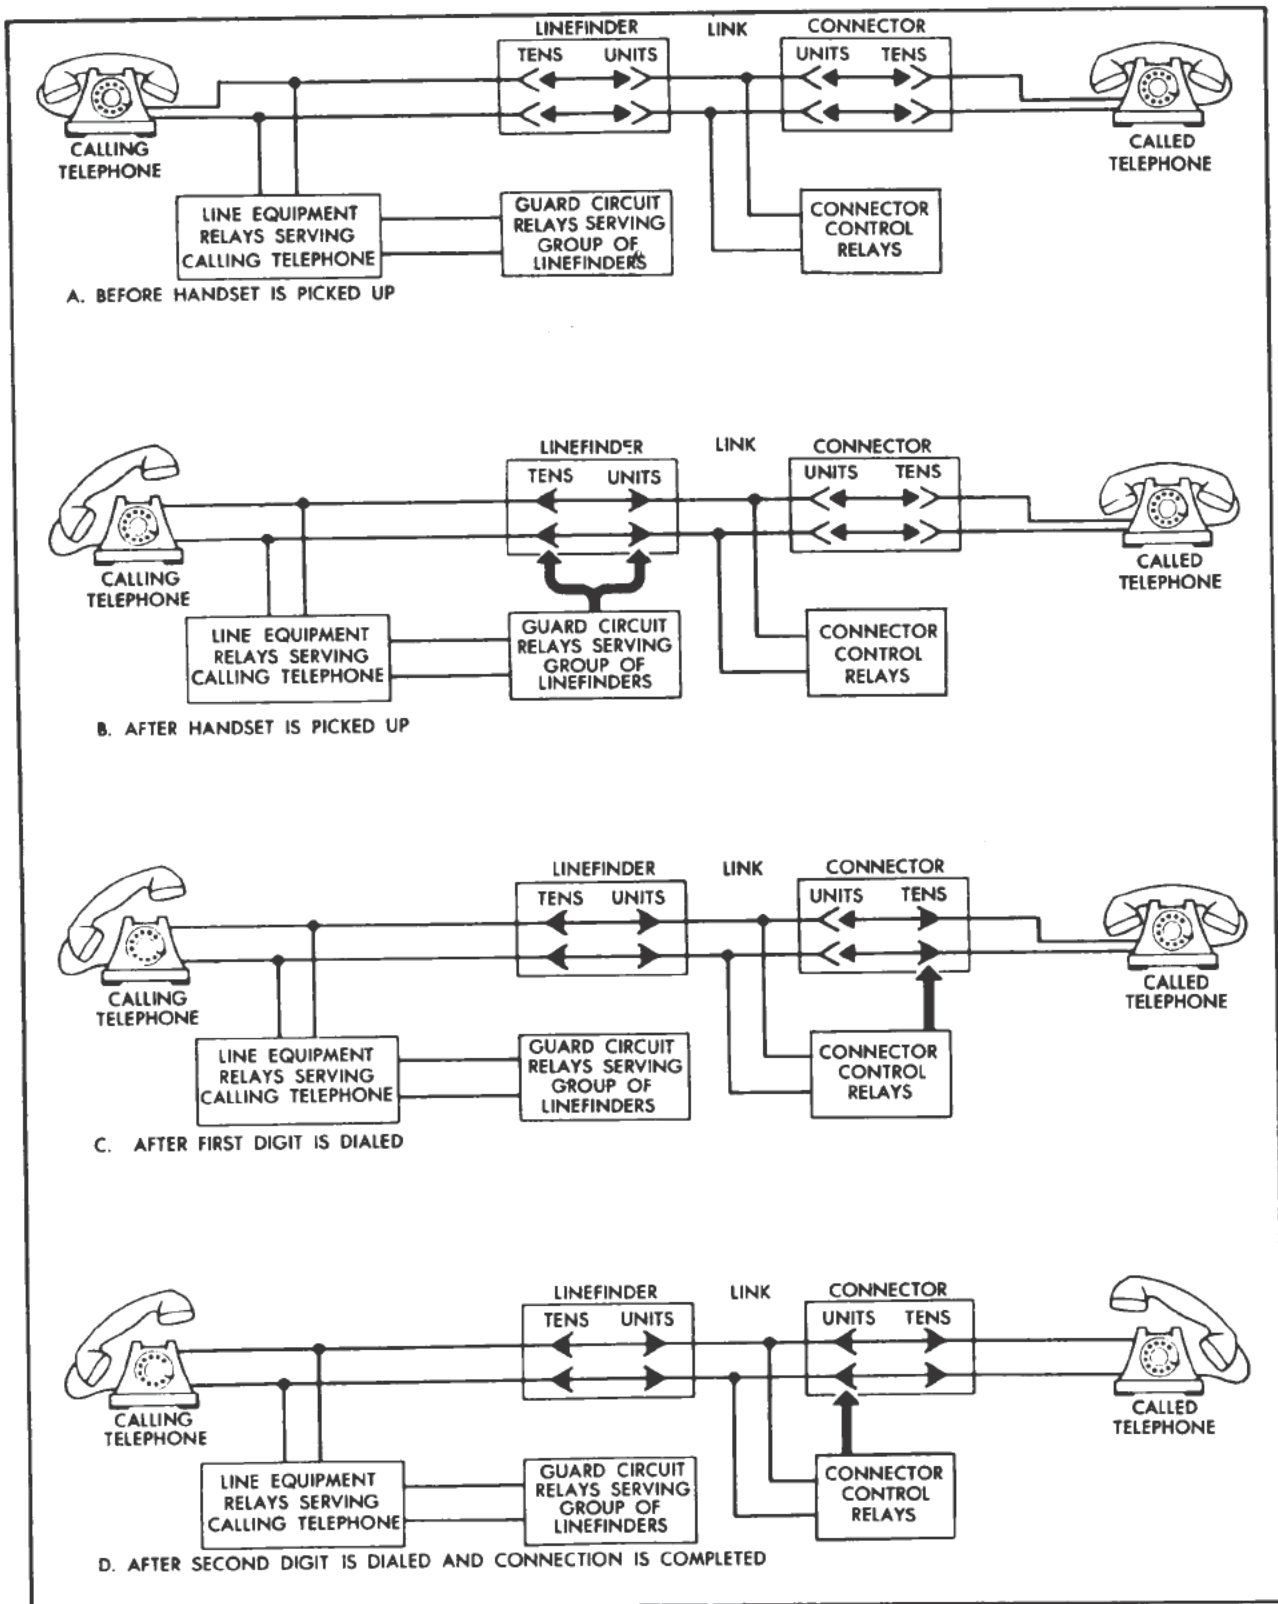 LINEFINDER LINK CONNECTOR
TENS UNITS UNITS TENS
CALLING
TELEPHONE
CALLED
TELEPHONE
LINE EQUIPMENT
RELAYS SERVING
CALLING TELEPHONE
GUARD CIRCUIT
RELAYS SERVING
GROUP OF
LINEFINDERS
CONNECTOR
CONTROL
RELAYS
A. BEFORE HANDSET IS PICKED UP
LINEFINDER LINK CONNECTOR
TENS UNITS UNITS TENS
CALLING
TELEPHONE
CALLED
TELEPHONE
LINE EQUIPMENT
RELAYS SERVING
CALLING TELEPHONE
GUARD CIRCUIT
RELAYS SERVING
GROUP OF
LINEFINDERS
CONNECTOR
CONTROL
RELAYS
B. AFTER HANDSET IS PICKED UP
LINEFINDER LINK CONNECTOR
TENS UNITS UNITS TENS
CALLING
TELEPHONE
CALLED
TELEPHONE
LINE EQUIPMENT
RELAYS SERVING
CALLING TELEPHONE
GUARD CIRCUIT
RELAYS SERVING
GROUP OF
LINEFINDERS
CONNECTOR
CONTROL
RELAYS
C. AFTER FIRST DIGIT IS DIALED
LINEFINDER LINK CONNECTOR
TENS UNITS UNITS TENS
CALLING
TELEPHONE
CALLED
TELEPHONE
LINE EQUIPMENT
RELAYS SERVING
CALLING TELEPHONE
GUARD CIRCUIT
RELAYS SERVING
GROUP OF
LINEFINDERS
CONNECTOR
CONTROL
RELAYS
D. AFTER SECOND DIGIT IS DIALED AND CONNECTION IS COMPLETED